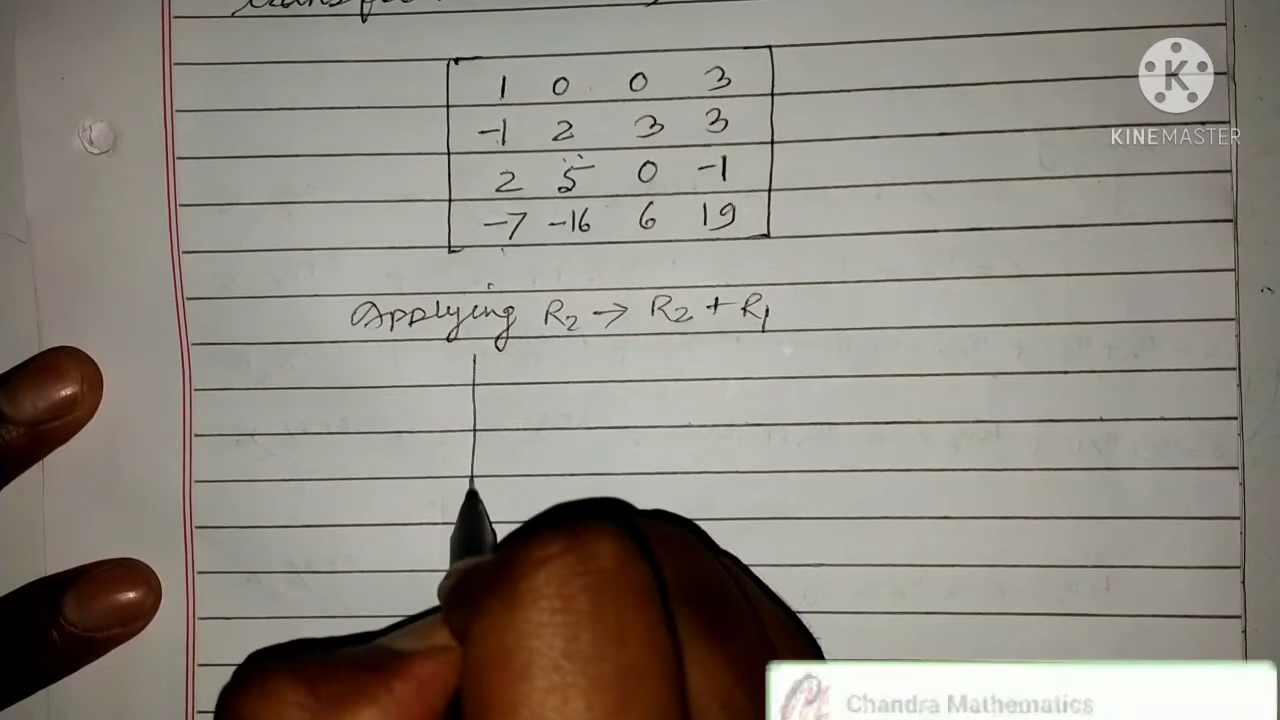 1 0 0 3
-1 2 3 3
2 5 0 -1
-7 -16 6 19
Applying R2 → R2 + R1
K
KINEMASTER
Chandra Mathematics